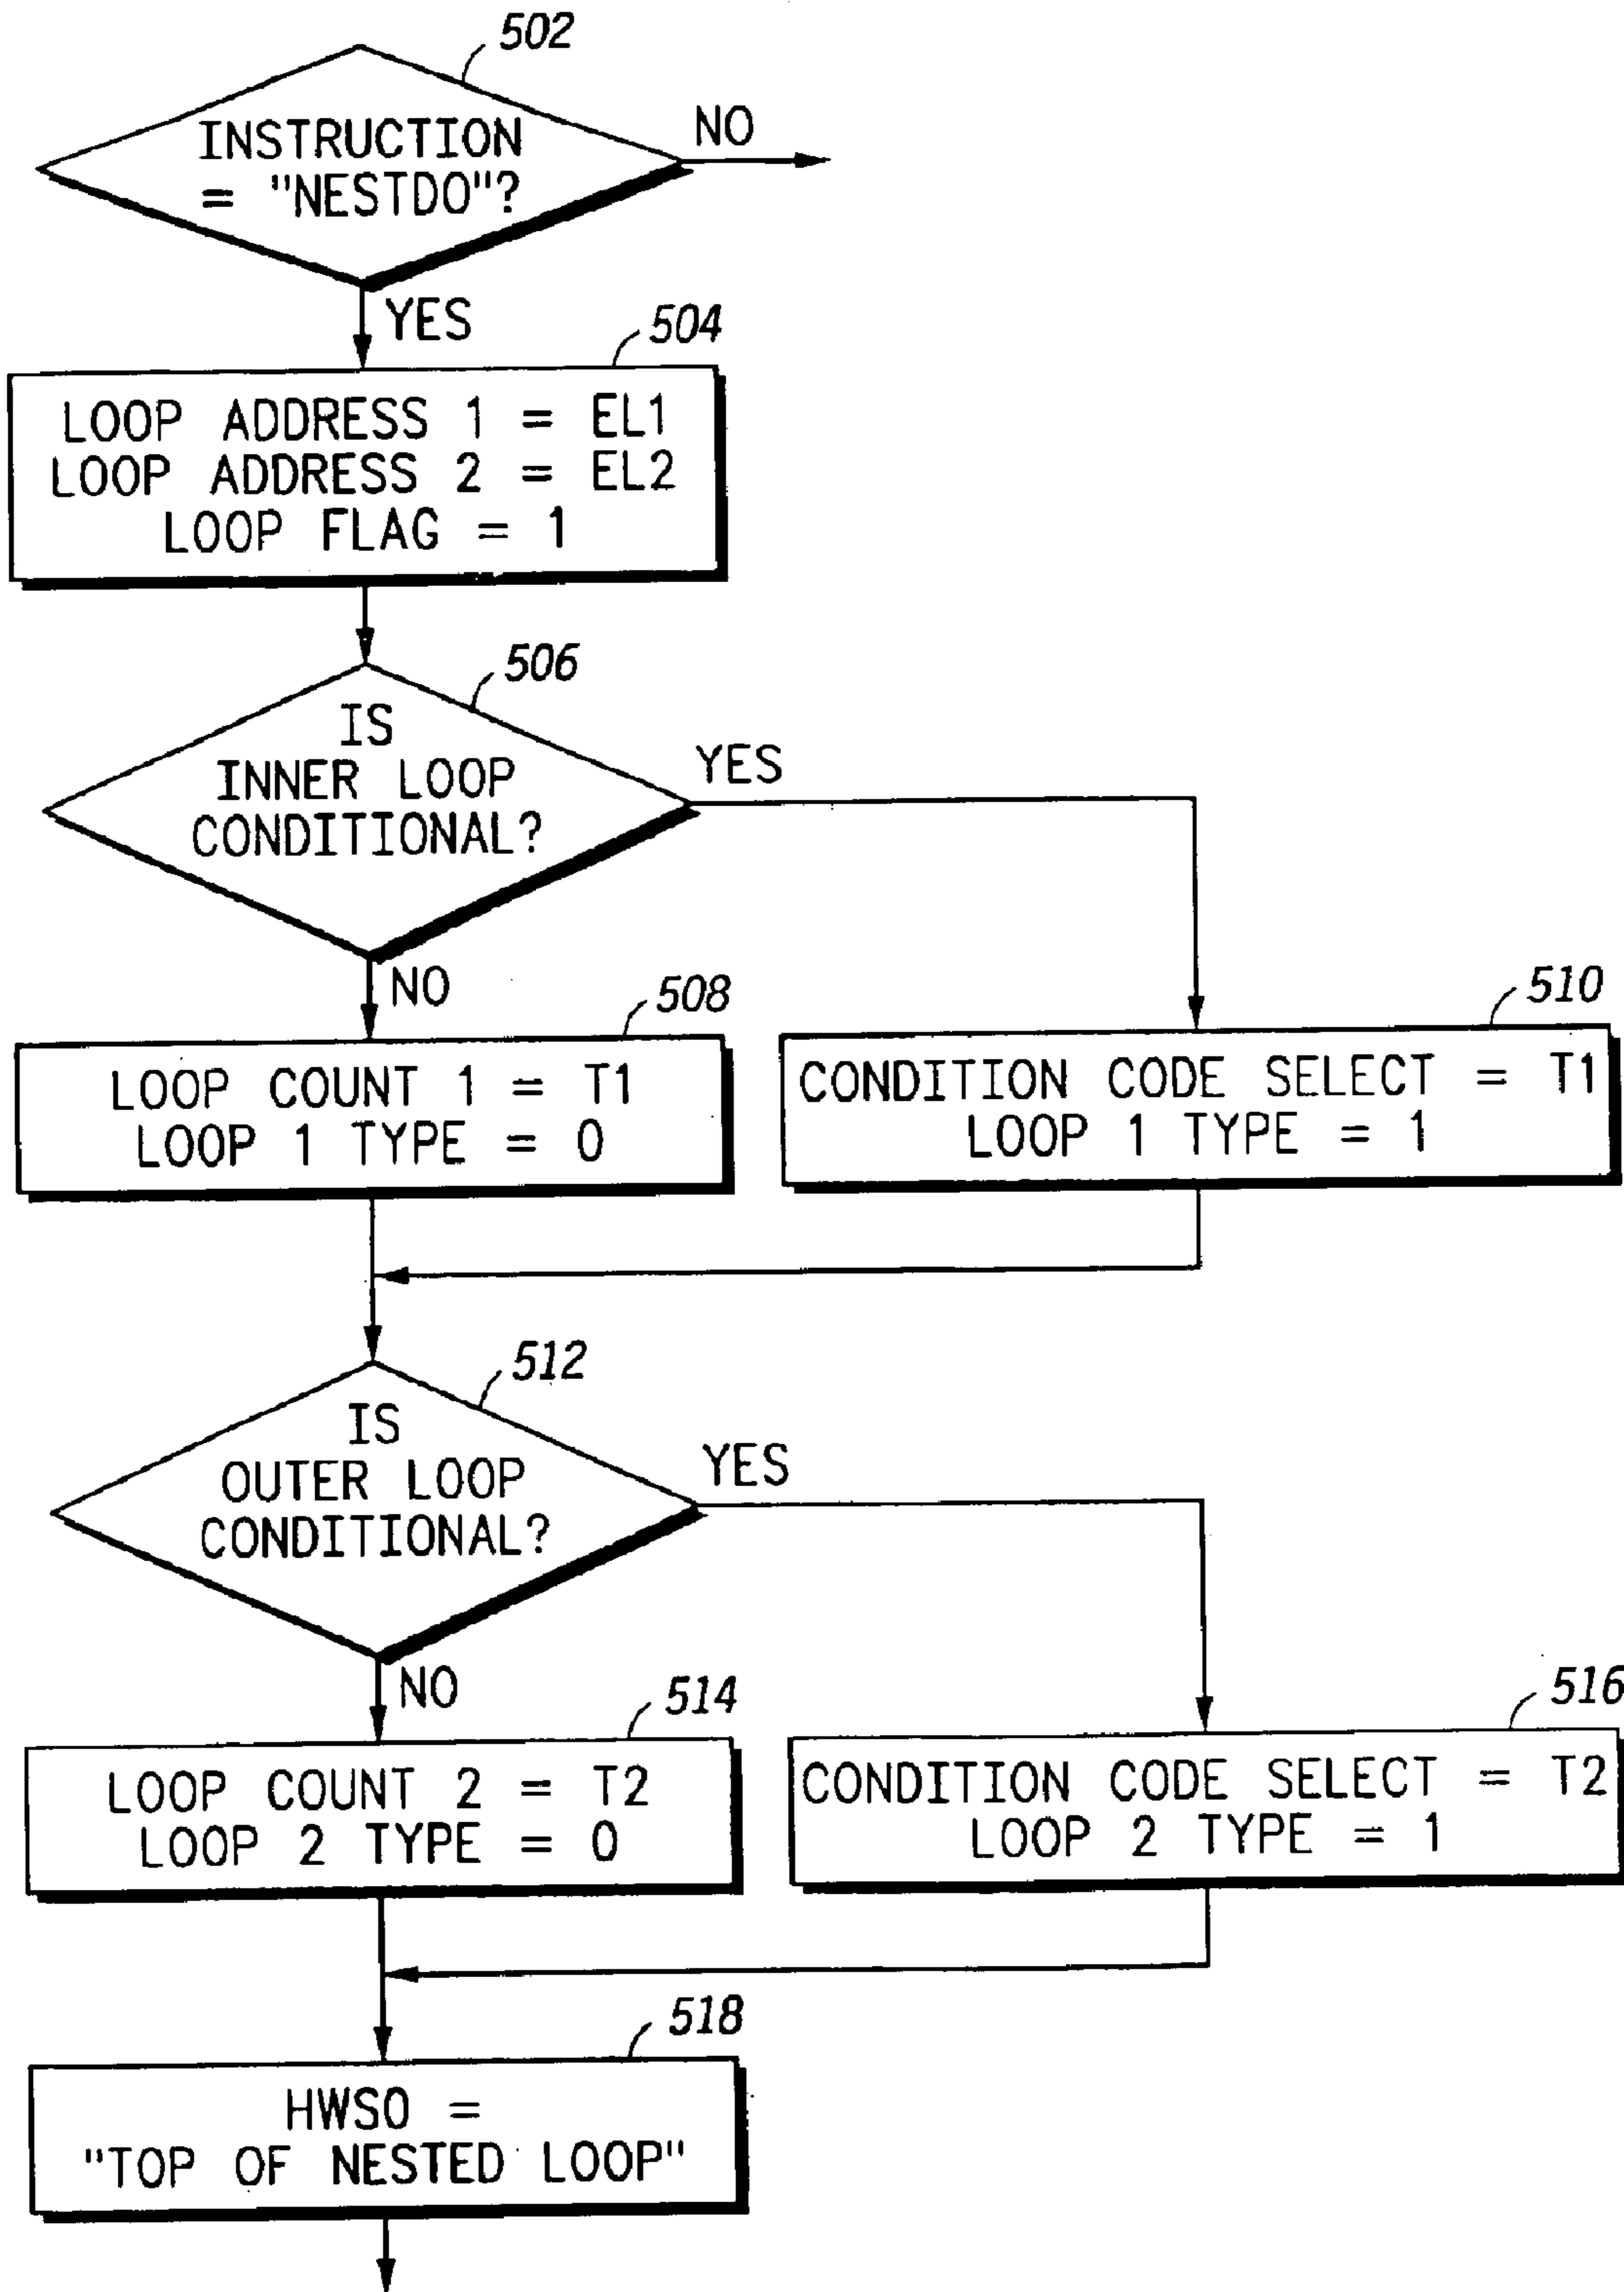 502
INSTRUCTION
= "NESTDO"?
NO
YES
504
LOOP ADDRESS 1 = EL1
LOOP ADDRESS 2 = EL2
LOOP FLAG = 1
506
IS
INNER LOOP
CONDITIONAL?
YES
NO
508
LOOP COUNT 1 = T1
LOOP 1 TYPE = 0
510
CONDITION CODE SELECT = T1
LOOP 1 TYPE = 1
512
IS
OUTER LOOP
CONDITIONAL?
YES
NO
514
LOOP COUNT 2 = T2
LOOP 2 TYPE = 0
516
CONDITION CODE SELECT = T2
LOOP 2 TYPE = 1
518
HWS0 =
"TOP OF NESTED LOOP"